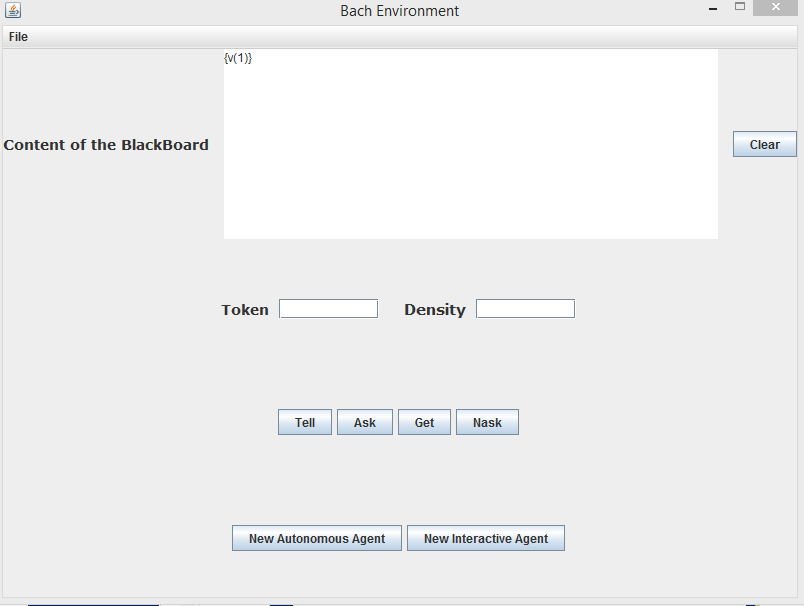 Bach Environment
File
{v(1)}
Content of the BlackBoard
Clear
Token Density
Tell Ask Get Nask
New Autonomous Agent New Interactive Agent